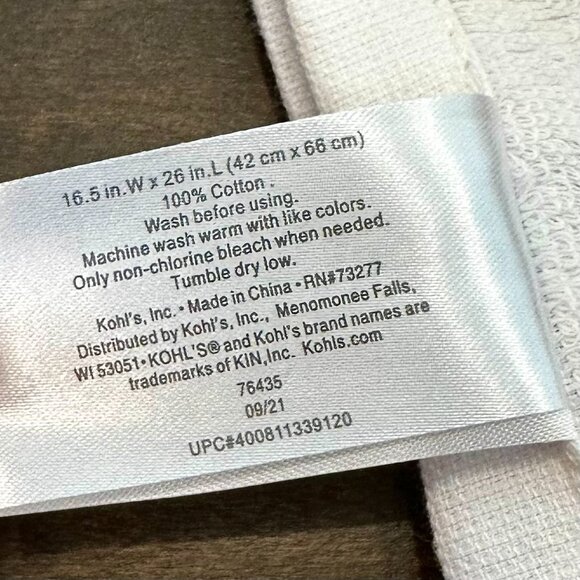 16.5 in.W x 26 in.L (42 cm x 66 cm)
100% Cotton .
Wash before using.
Machine wash warm with like colors.
Only non-chlorine bleach when needed.
Tumble dry low.
Kohl's, Inc. • Made in China • RN#73277
Distributed by Kohl's, Inc., Menomonee Falls,
WI 53051 • KOHL'S® and Kohl's brand names are
trademarks of KIN,Inc. Kohls.com
76435
09/21
UPC#400811339120